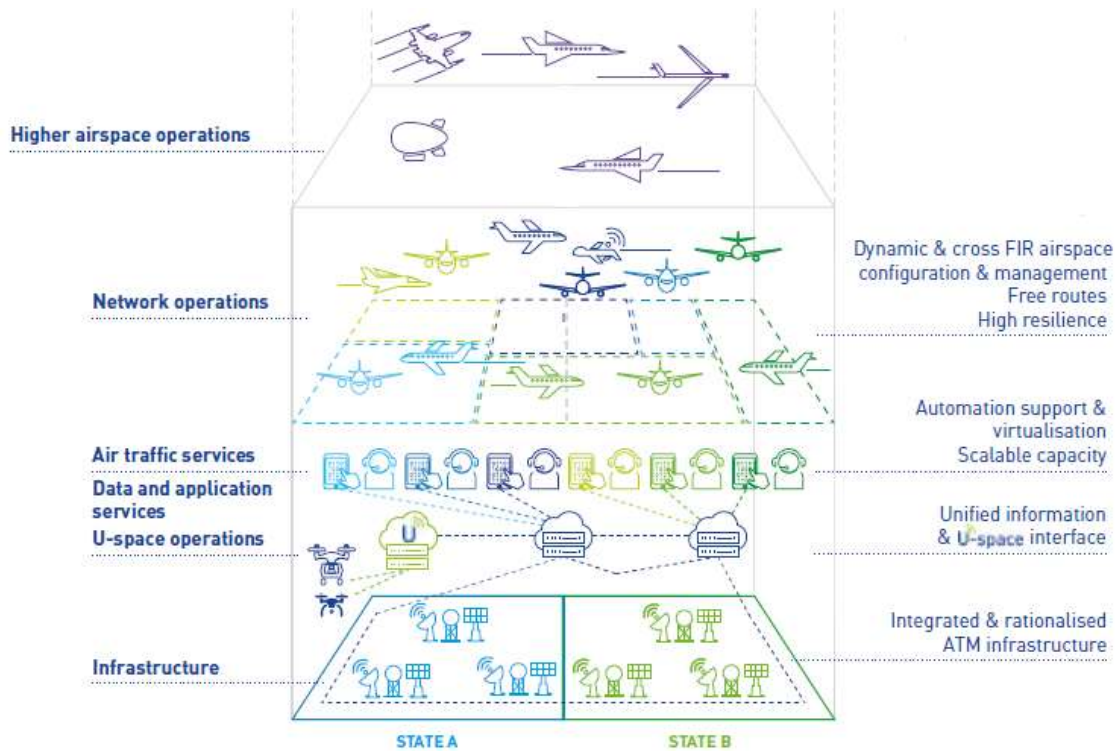 Higher airspace operations
Network operations
Dynamic & cross FIR airspace
configuration & management
Free routes
High resilience
Air traffic services
Automation support &
virtualisation
Scalable capacity
Data and application
services
U-space operations
U
Unified information
& U-space interface
Infrastructure
Integrated & rationalised
ATM infrastructure
STATE A
STATE B